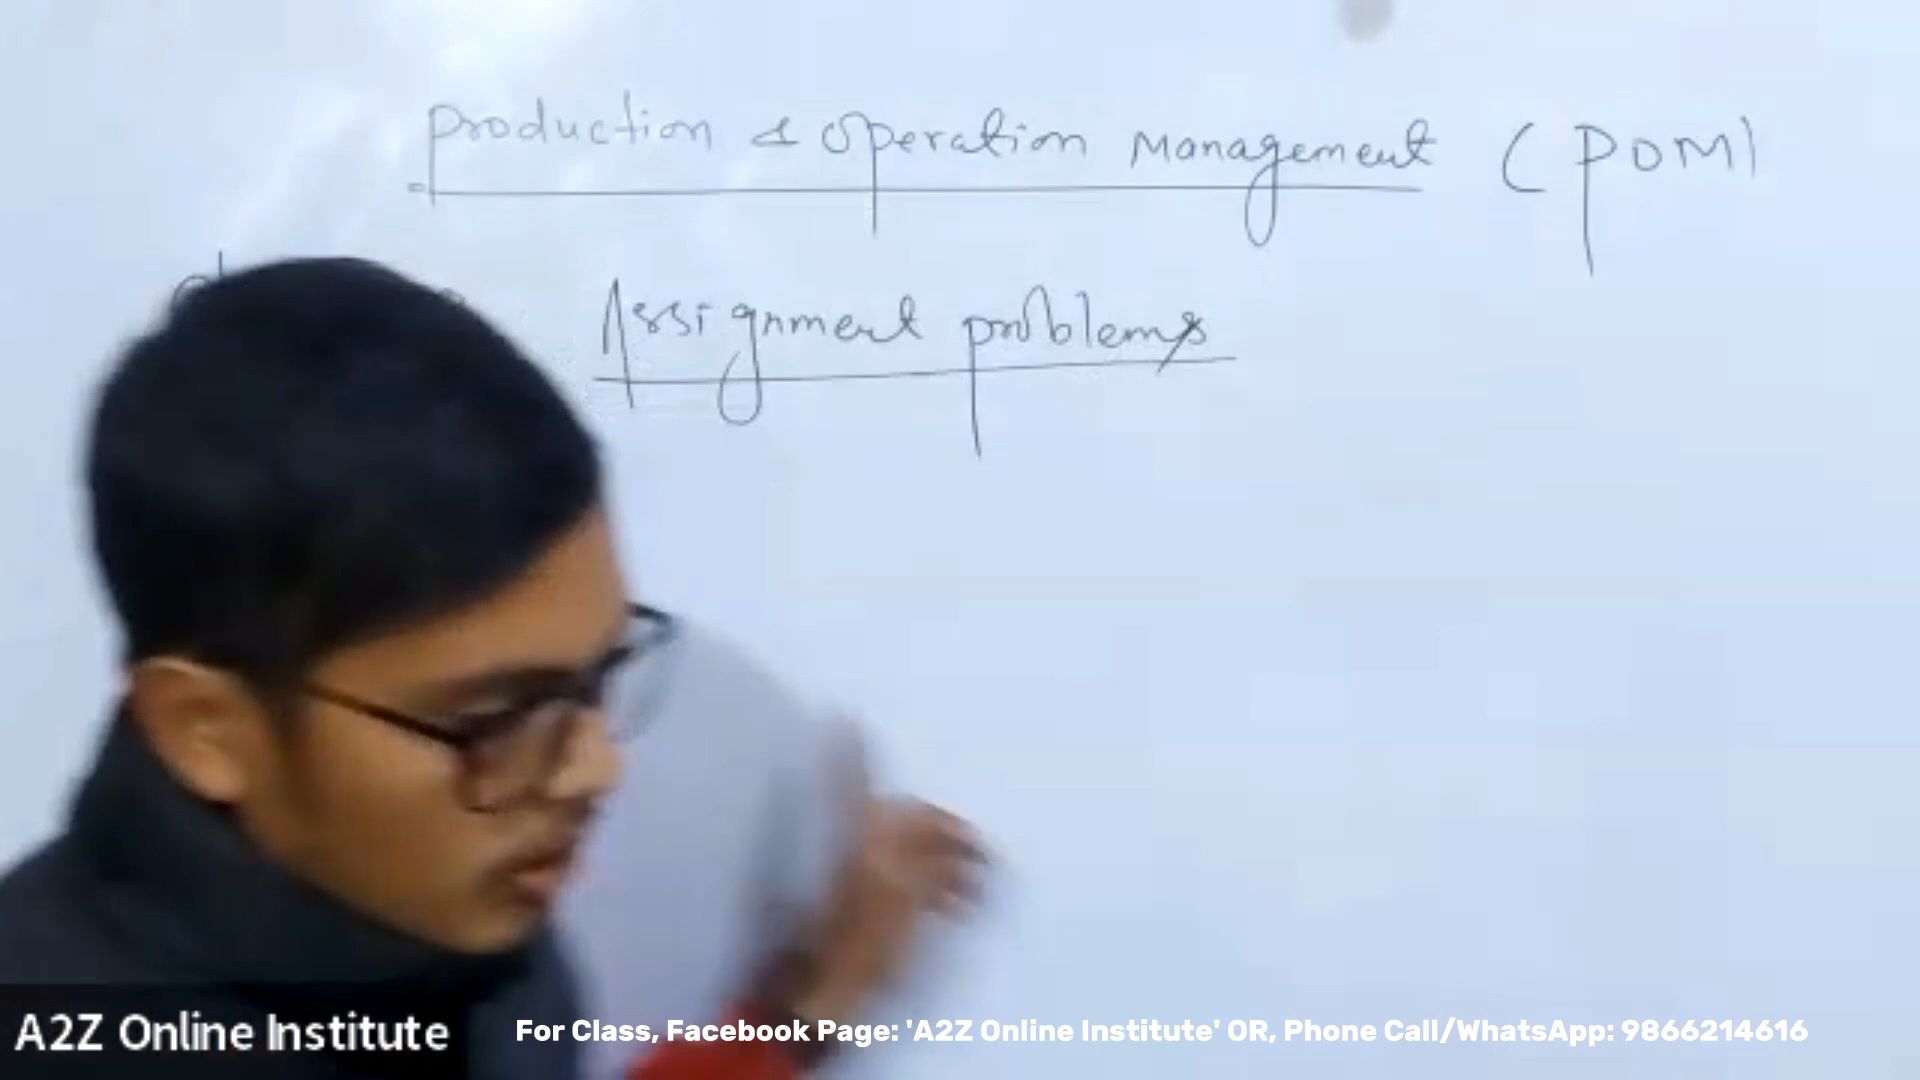 production & operation Management (POM)
Assignment problems
A2Z Online Institute
For Class, Facebook Page: 'A2Z Online Institute' OR, Phone Call/WhatsApp: 9866214616